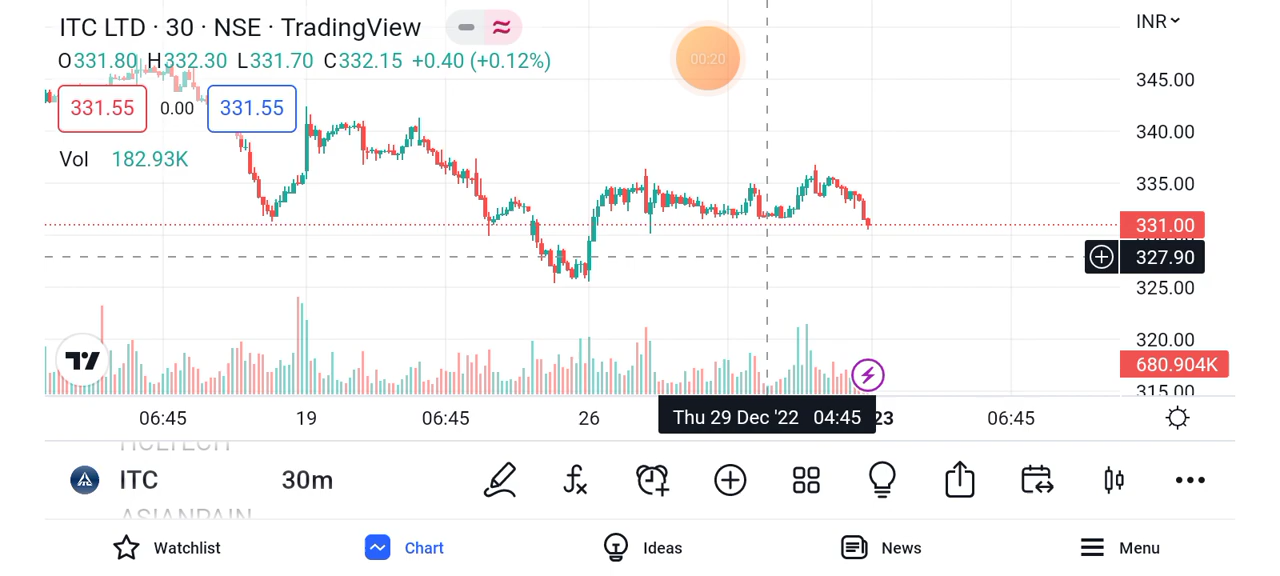 ITC LTD · 30 · NSE · TradingView
INR
00:20
O331.80 H332.30 L331.70 C332.15 +0.40 (+0.12%)
331.55 0.00 331.55
Vol 182.93K
345.00
340.00
335.00
331.00
327.90
325.00
320.00
680.904K
315.00
06:45 19 06:45 26 Thu 29 Dec '22 04:45 23 06:45
HCLTECH
ITC 30m
ASIANPAIN
Watchlist Chart Ideas News Menu